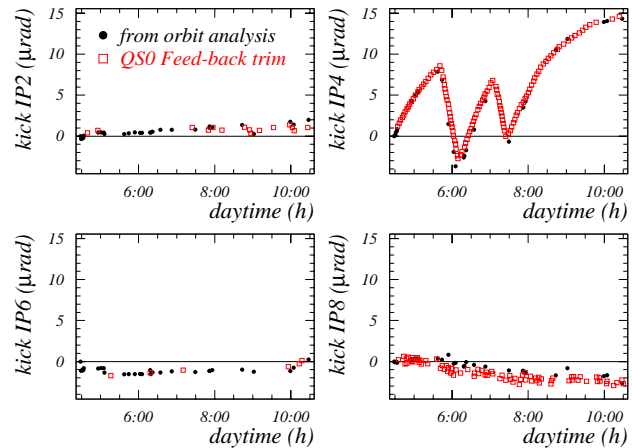 kick IP2 (μrad)
15
10
5
0
from orbit analysis
QS0 Feed-back trim
6:00
8:00
10:00
daytime (h)
kick IP4 (μrad)
15
10
5
0
6:00
8:00
10:00
daytime (h)
kick IP6 (μrad)
15
10
5
0
6:00
8:00
10:00
daytime (h)
kick IP8 (μrad)
15
10
5
0
6:00
8:00
10:00
daytime (h)